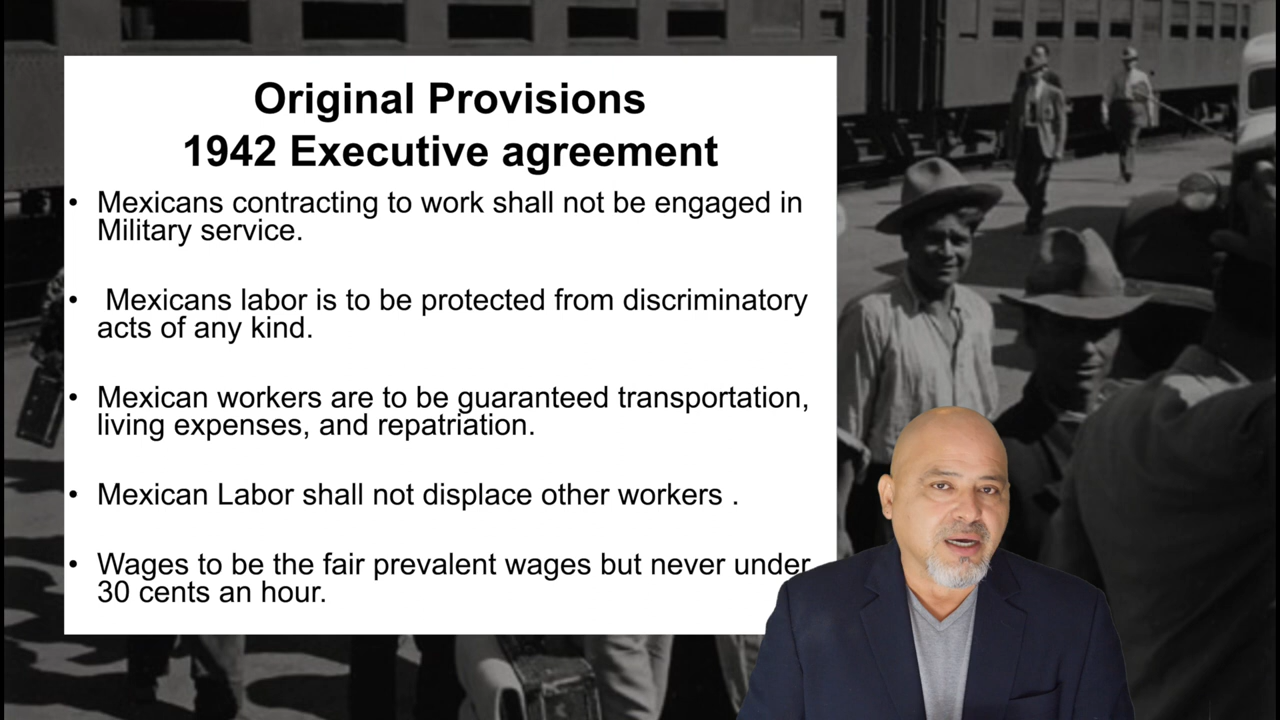 Original Provisions
1942 Executive agreement
• Mexicans contracting to work shall not be engaged in
Military service.
• Mexicans labor is to be protected from discriminatory
acts of any kind.
• Mexican workers are to be guaranteed transportation,
living expenses, and repatriation.
• Mexican Labor shall not displace other workers .
• Wages to be the fair prevalent wages but never under
30 cents an hour.